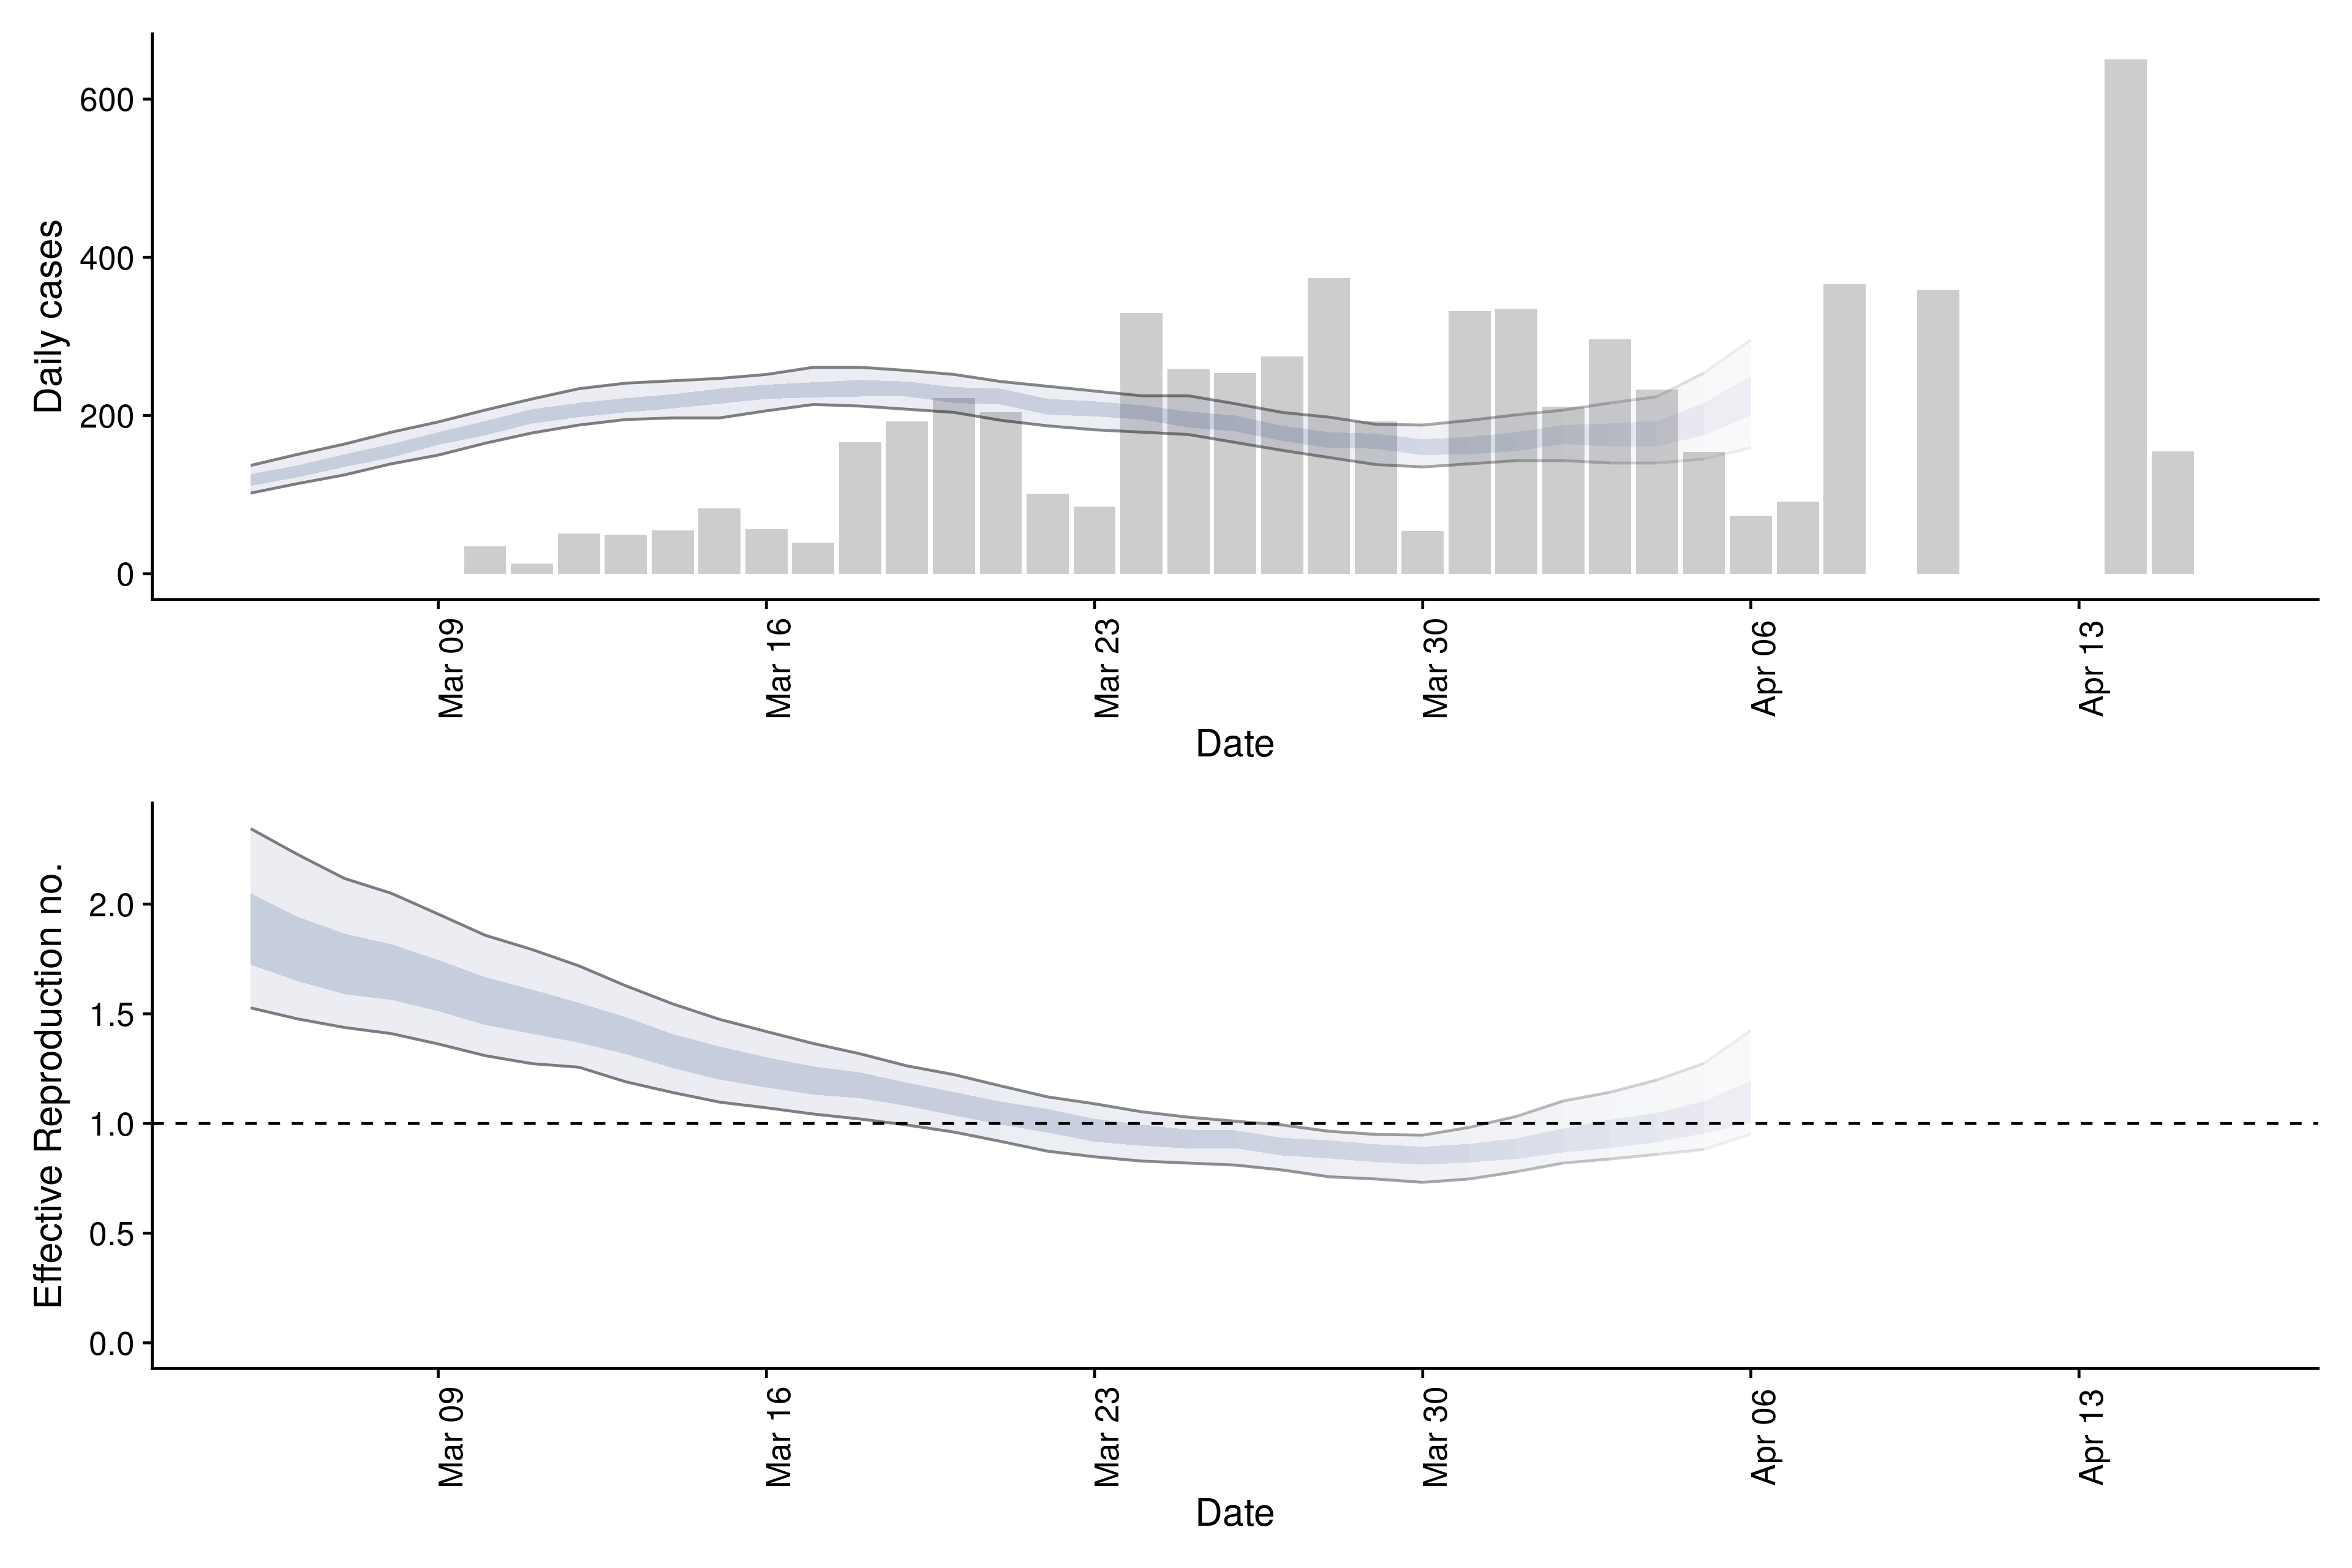 Daily cases
600
400
200
0
Mar 09
Mar 16
Mar 23
Mar 30
Apr 06
Apr 13
Date
Effective Reproduction no.
2.0
1.5
1.0
0.5
0.0
Mar 09
Mar 16
Mar 23
Mar 30
Apr 06
Apr 13
Date